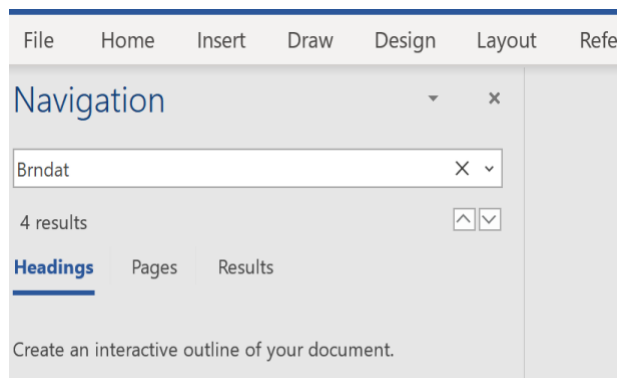 File Home Insert Draw Design Layout Refe
Navigation
Brndat
4 results
Headings Pages Results
Create an interactive outline of your document.